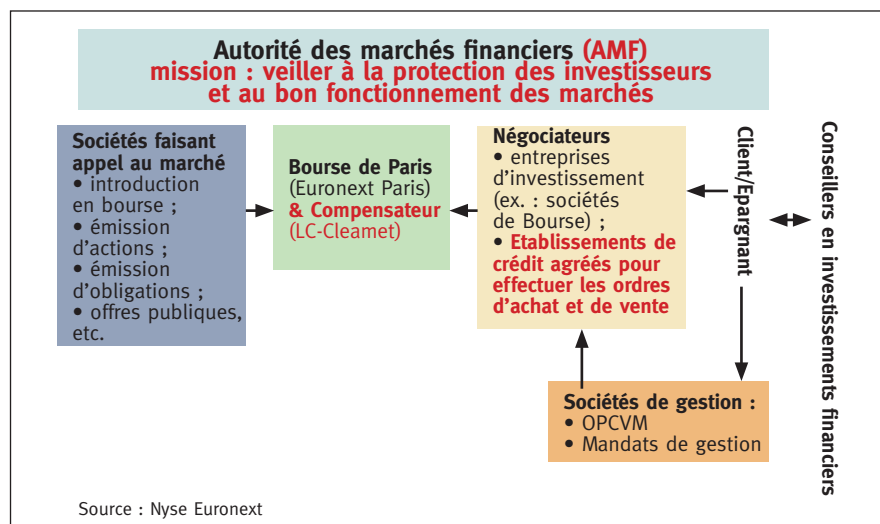 Autorité des marchés financiers (AMF)
mission : veiller à la protection des investisseurs
et au bon fonctionnement des marchés
Sociétés faisant
appel au marché
• introduction
en bourse ;
• émission
d’actions ;
• émission
d’obligations ;
• offres publiques,
etc.
Bourse de Paris
(Euronext Paris)
& Compensateur
(LC-Cleamet)
Négociateurs
• entreprises
d’investissement
(ex. : sociétés
de Bourse) ;
• Etablissements de
crédit agréés pour
effectuer les ordres
d’achat et de vente
Client/Epargnant
Conseillers en investissements financiers
Sociétés de gestion :
• OPCVM
• Mandats de gestion
Source : Nyse Euronext